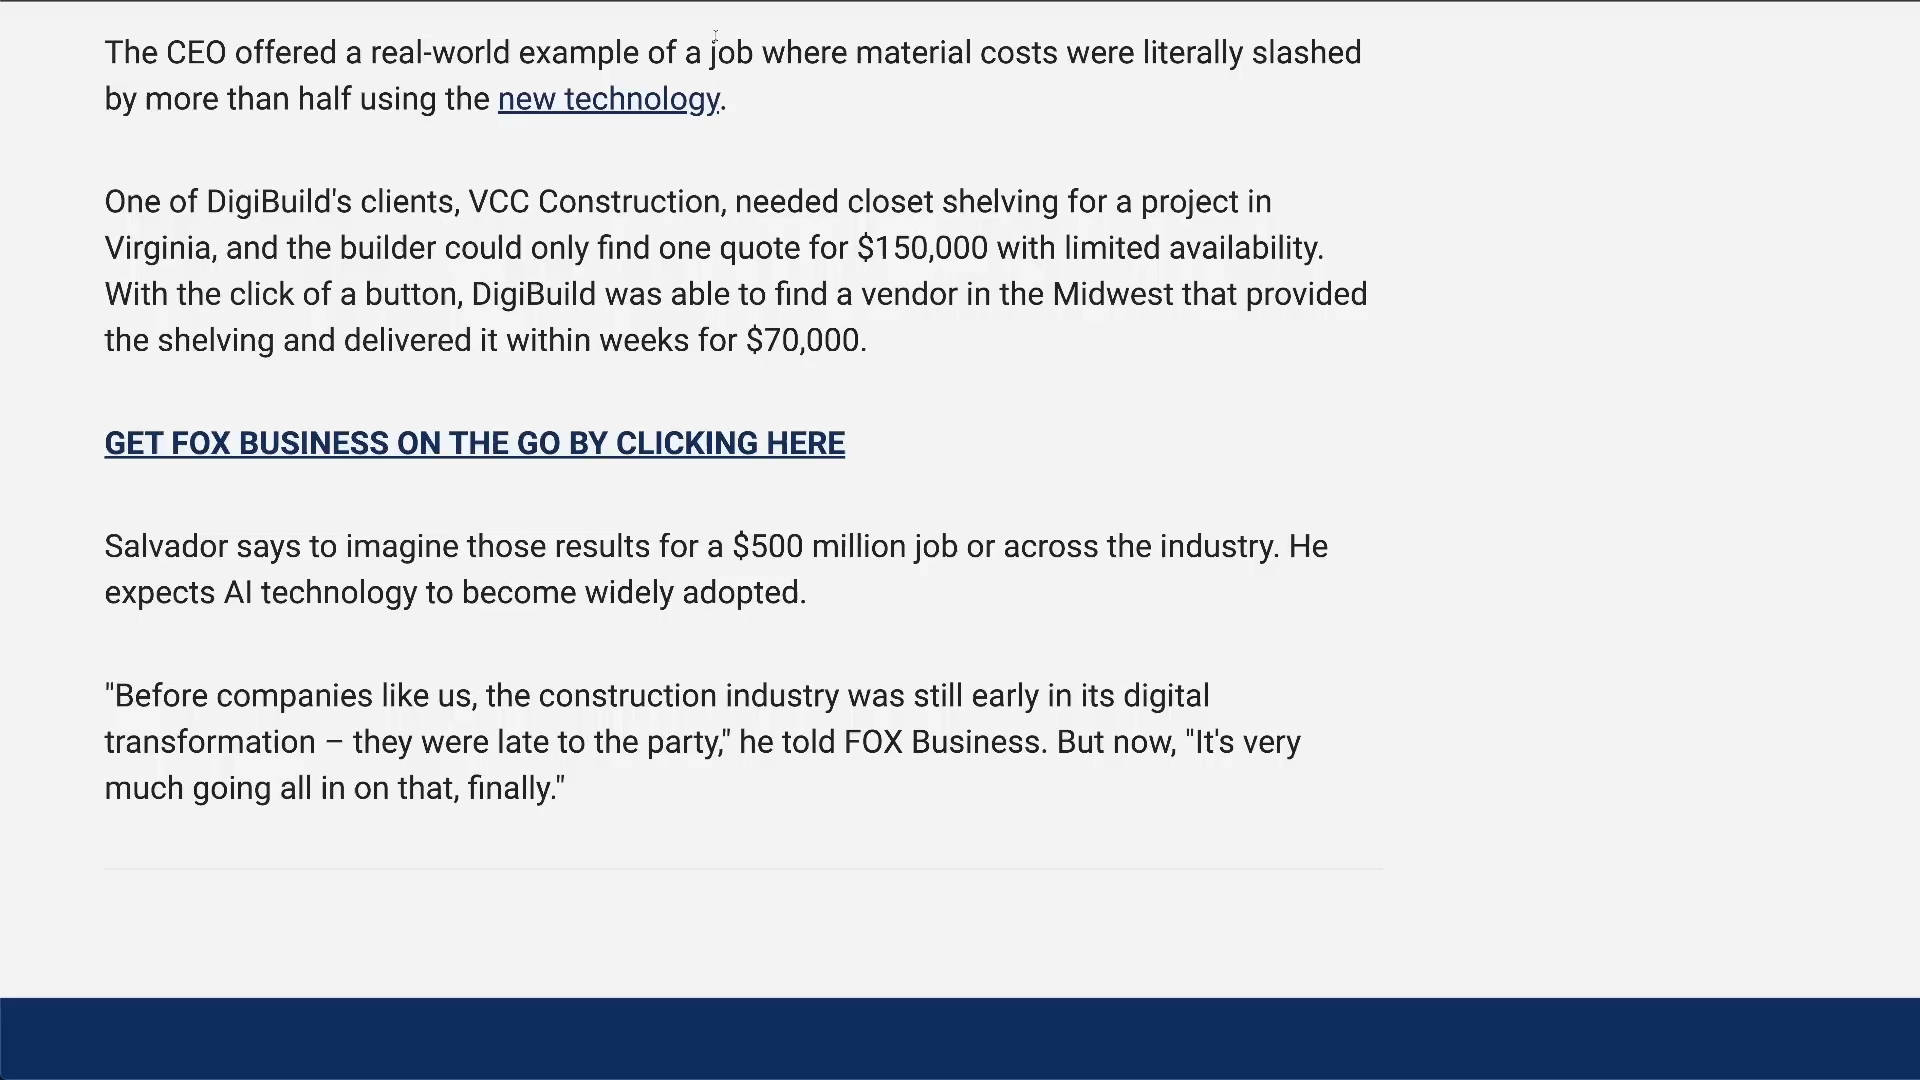 The CEO offered a real-world example of a job where material costs were literally slashed
by more than half using the new technology.
One of DigiBuild's clients, VCC Construction, needed closet shelving for a project in
Virginia, and the builder could only find one quote for $150,000 with limited availability.
With the click of a button, DigiBuild was able to find a vendor in the Midwest that provided
the shelving and delivered it within weeks for $70,000.
GET FOX BUSINESS ON THE GO BY CLICKING HERE
Salvador says to imagine those results for a $500 million job or across the industry. He
expects AI technology to become widely adopted.
"Before companies like us, the construction industry was still early in its digital
transformation – they were late to the party," he told FOX Business. But now, "It's very
much going all in on that, finally."